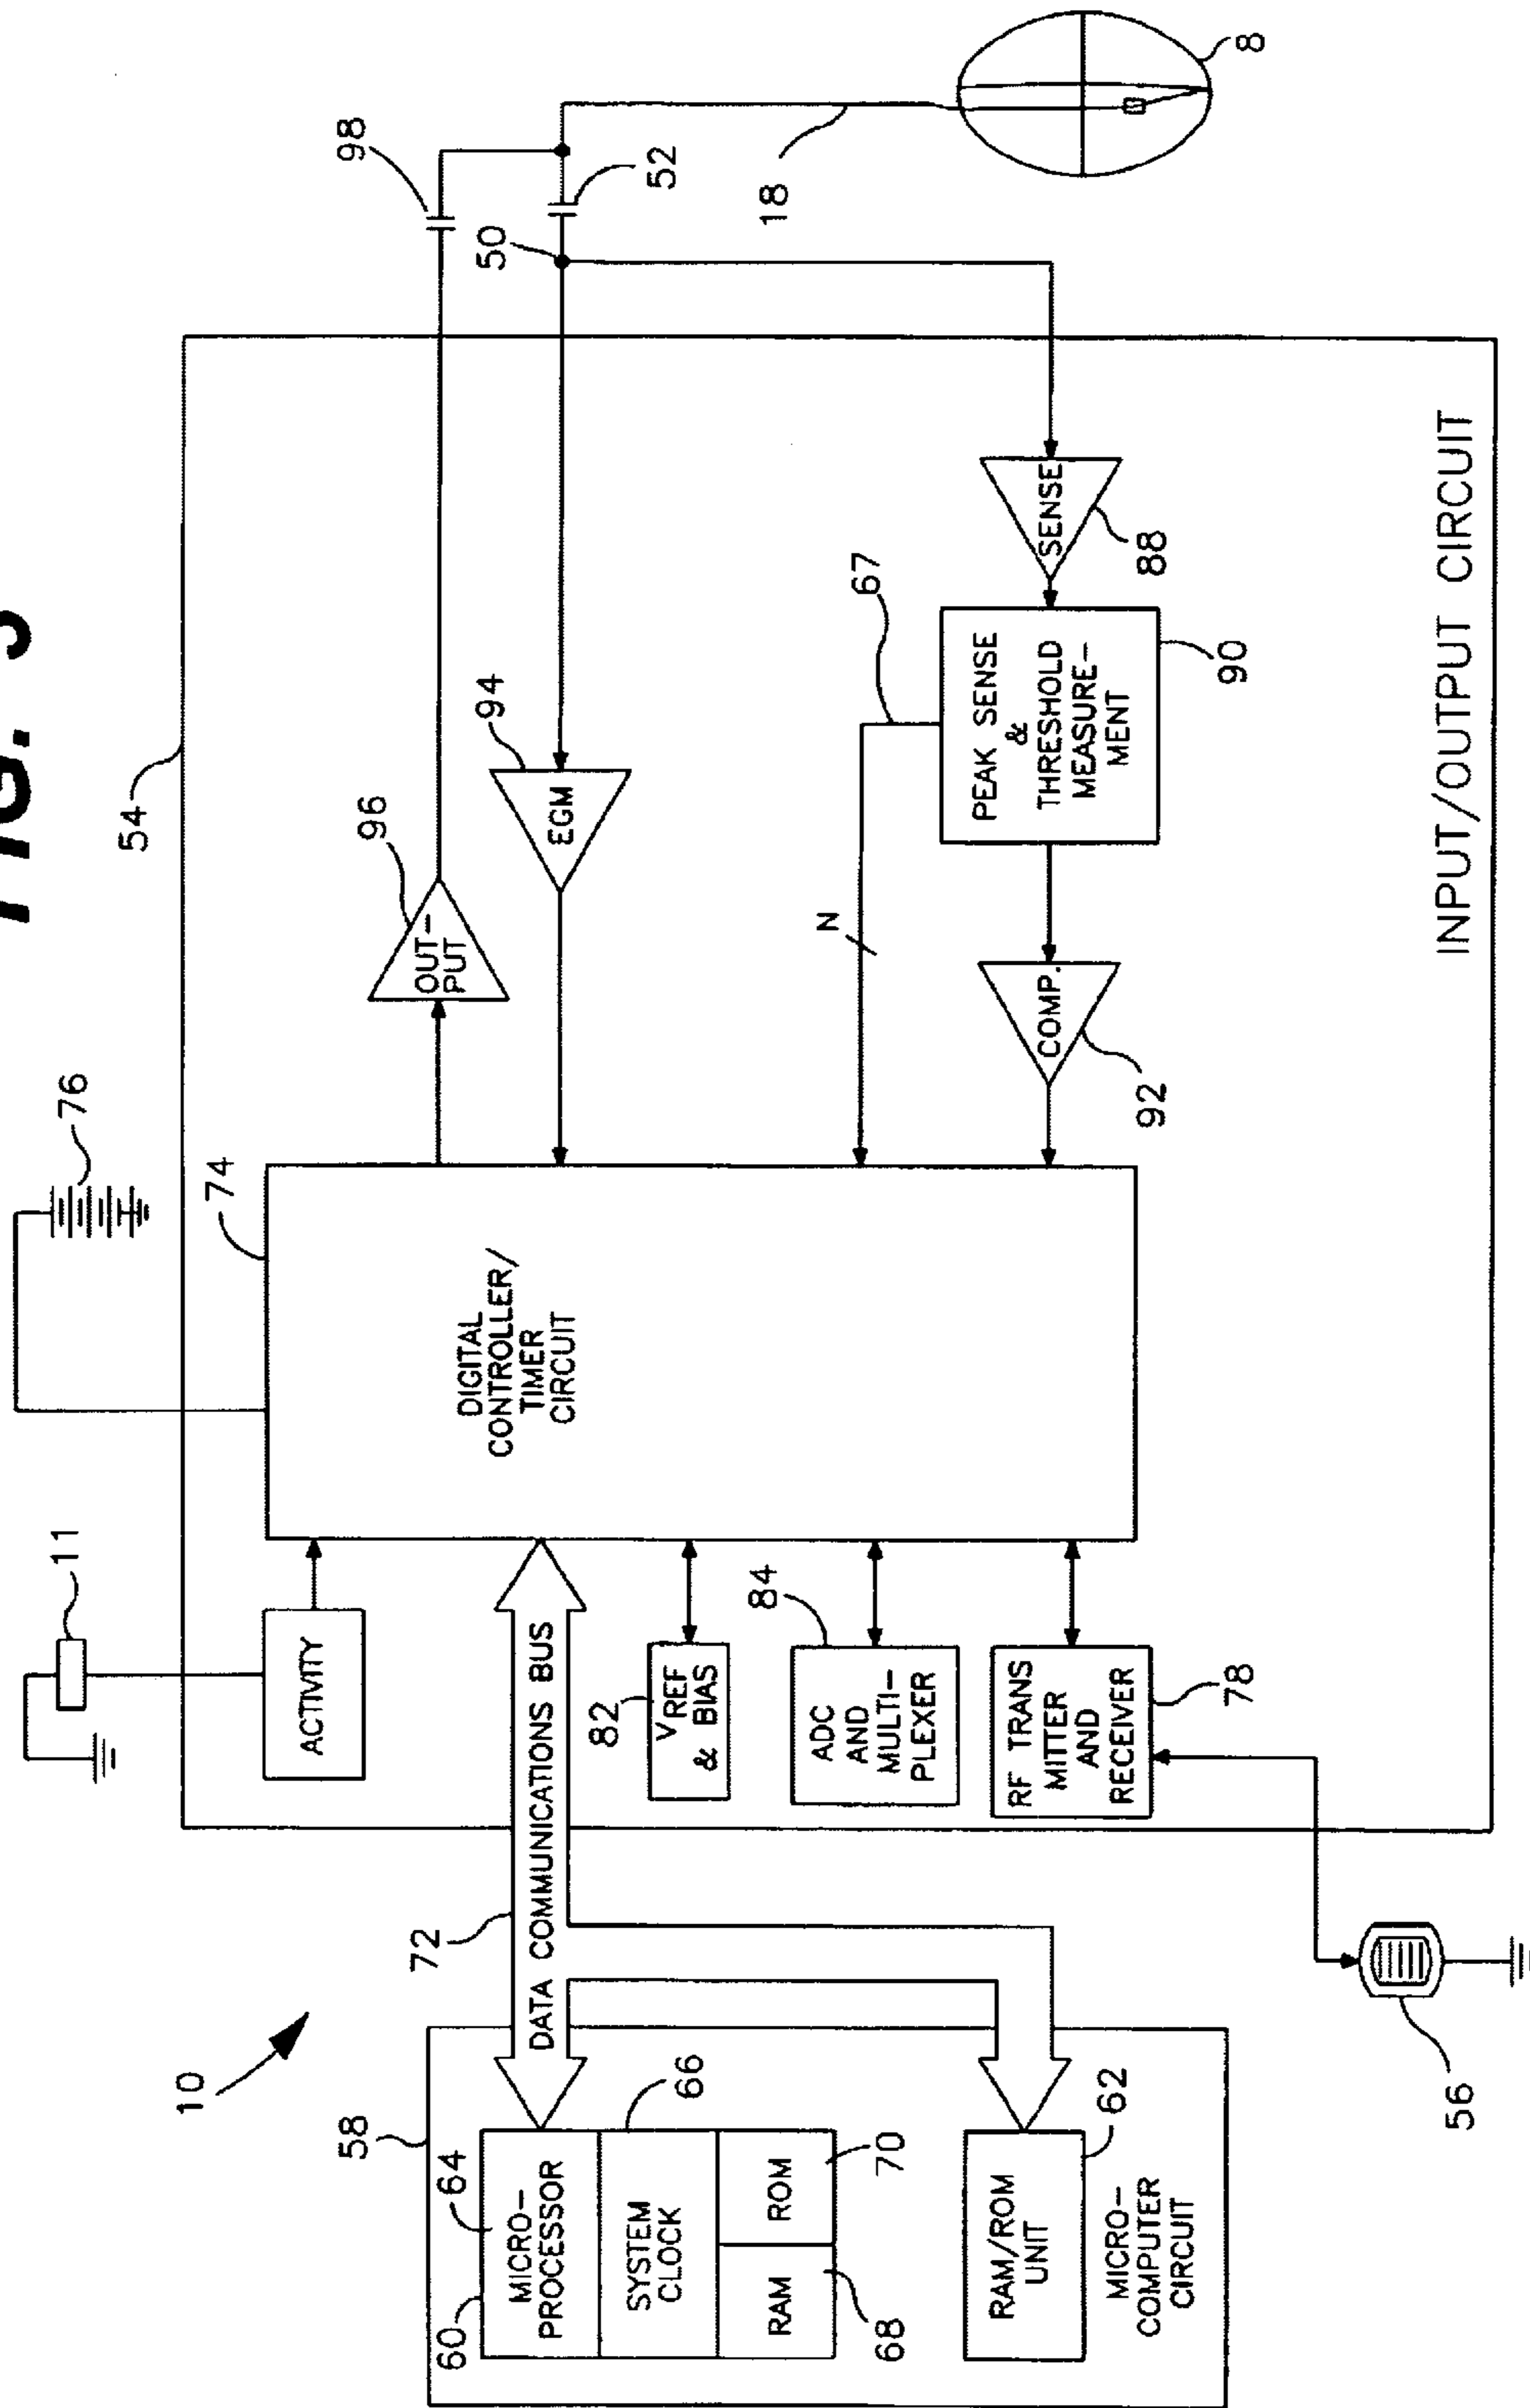 FIG. 3
10
11
76
54
74
96
94
98
50
52
18
8
58
60
64
MICRO-
PROCESSOR
66
SYSTEM
CLOCK
RAM
68
ROM
70
RAM/ROM
UNIT
62
MICRO-
COMPUTER
CIRCUIT
72
DATA COMMUNICATIONS BUS
ACTIVITY
82
VREF
& BIAS
84
ADC
AND
MULTI-
PLEXER
RF TRANS
MITTER
AND
RECEIVER
78
56
DIGITAL
CONTROLLER/
TIMER
CIRCUIT
OUT-
PUT
EGM
N
67
COMP.
92
PEAK SENSE
&
THRESHOLD
MEASURE-
MENT
90
SENSE
88
INPUT/OUTPUT CIRCUIT